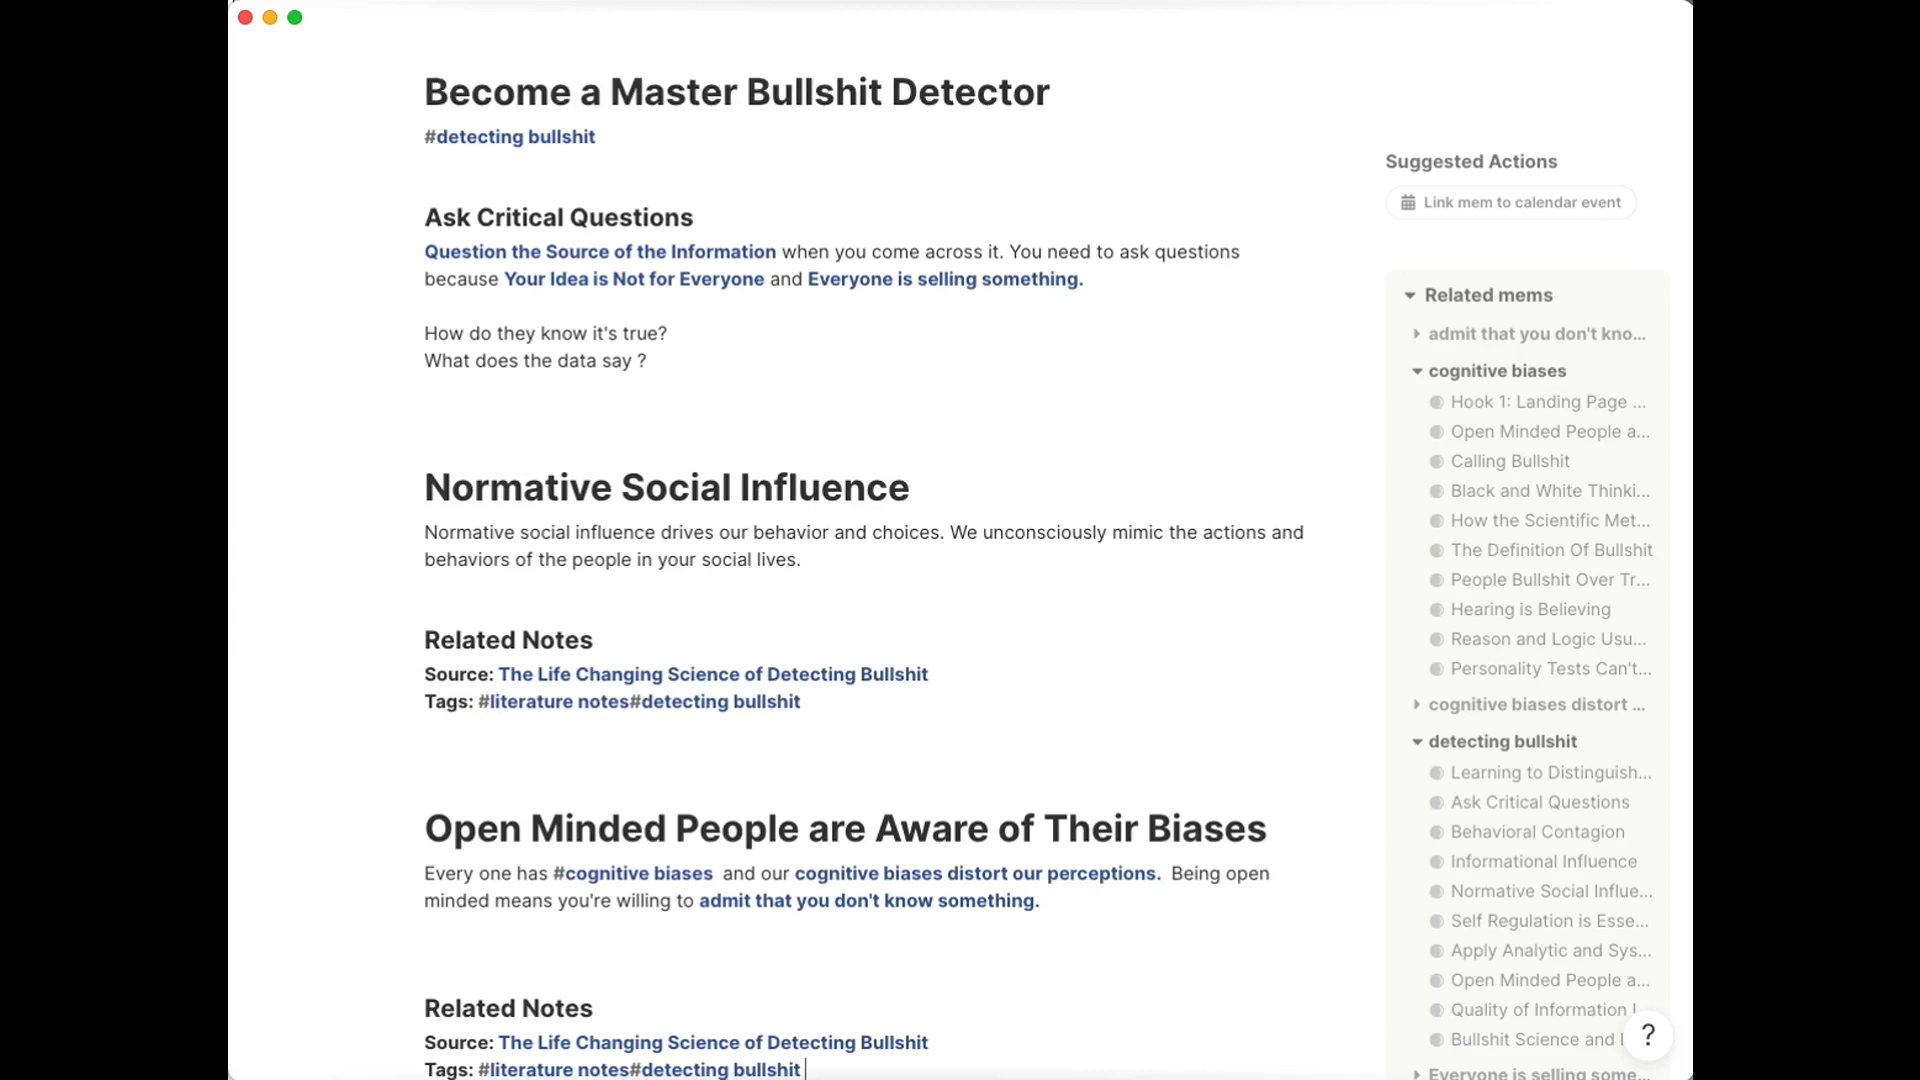 Become a Master Bullshit Detector
#detecting bullshit
Ask Critical Questions
Question the Source of the Information when you come across it. You need to ask questions
because Your Idea is Not for Everyone and Everyone is selling something.
How do they know it's true?
What does the data say ?
Normative Social Influence
Normative social influence drives our behavior and choices. We unconsciously mimic the actions and
behaviors of the people in your social lives.
Related Notes
Source: The Life Changing Science of Detecting Bullshit
Tags: #literature notes#detecting bullshit
Open Minded People are Aware of Their Biases
Every one has #cognitive biases and our cognitive biases distort our perceptions. Being open
minded means you're willing to admit that you don't know something.
Related Notes
Source: The Life Changing Science of Detecting Bullshit
Tags: #literature notes#detecting bullshit
Suggested Actions
Link mem to calendar event
Related mems
admit that you don't kno...
cognitive biases
Hook 1: Landing Page ...
Open Minded People a...
Calling Bullshit
Black and White Thinki...
How the Scientific Met...
The Definition Of Bullshit
People Bullshit Over Tr...
Hearing is Believing
Reason and Logic Usu...
Personality Tests Can't...
cognitive biases distort ...
detecting bullshit
Learning to Distinguish...
Ask Critical Questions
Behavioral Contagion
Informational Influence
Normative Social Influe...
Self Regulation is Esse...
Apply Analytic and Sys...
Open Minded People a...
Quality of Information
Bullshit Science and
Everyone is selling some...
?